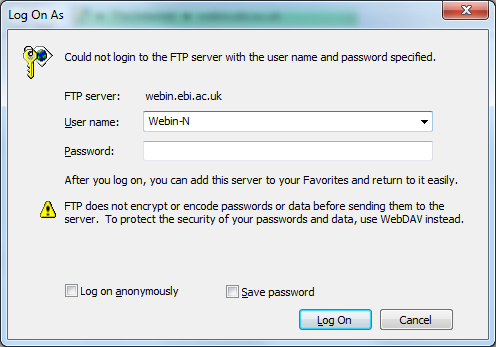 Log On As
Could not login to the FTP server with the user name and password specified.
FTP server: webin.ebi.ac.uk
User name: Webin-N
Password:
After you log on, you can add this server to your Favorites and return to it easily.
FTP does not encrypt or encode passwords or data before sending them to the
server. To protect the security of your passwords and data, use WebDAV instead.
Log on anonymously Save password
Log On Cancel